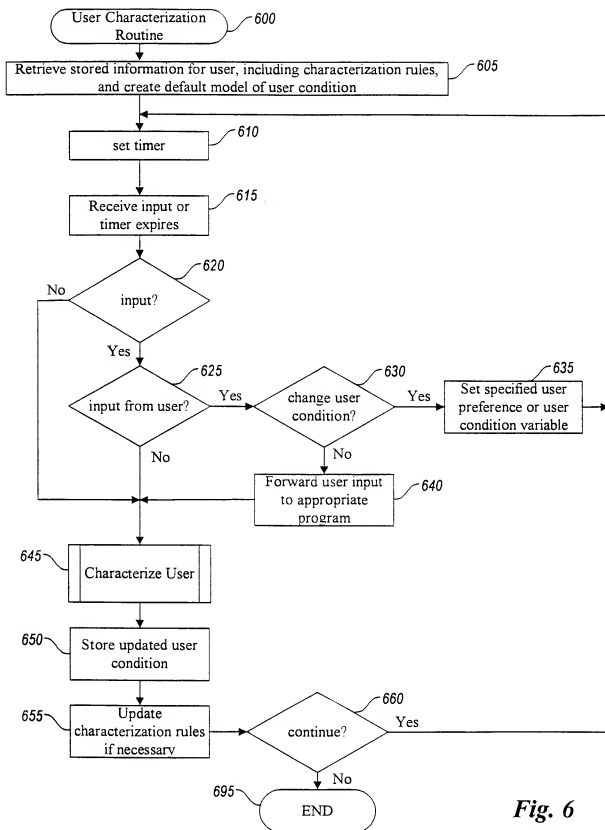 User Characterization
Routine
600
Retrieve stored information for user, including characterization rules,
and create default model of user condition
605
610
set timer
615
Receive input or
timer expires
620
No
input?
Yes
625
630
635
input from user?
Yes
change user
condition?
Yes
Set specified user
preference or user
condition variable
No
No
Forward user input
to appropriate
program
640
645
Characterize User
650
Store updated user
condition
660
655
Update
characterization rules
if necessary
continue?
Yes
No
695
END
Fig. 6